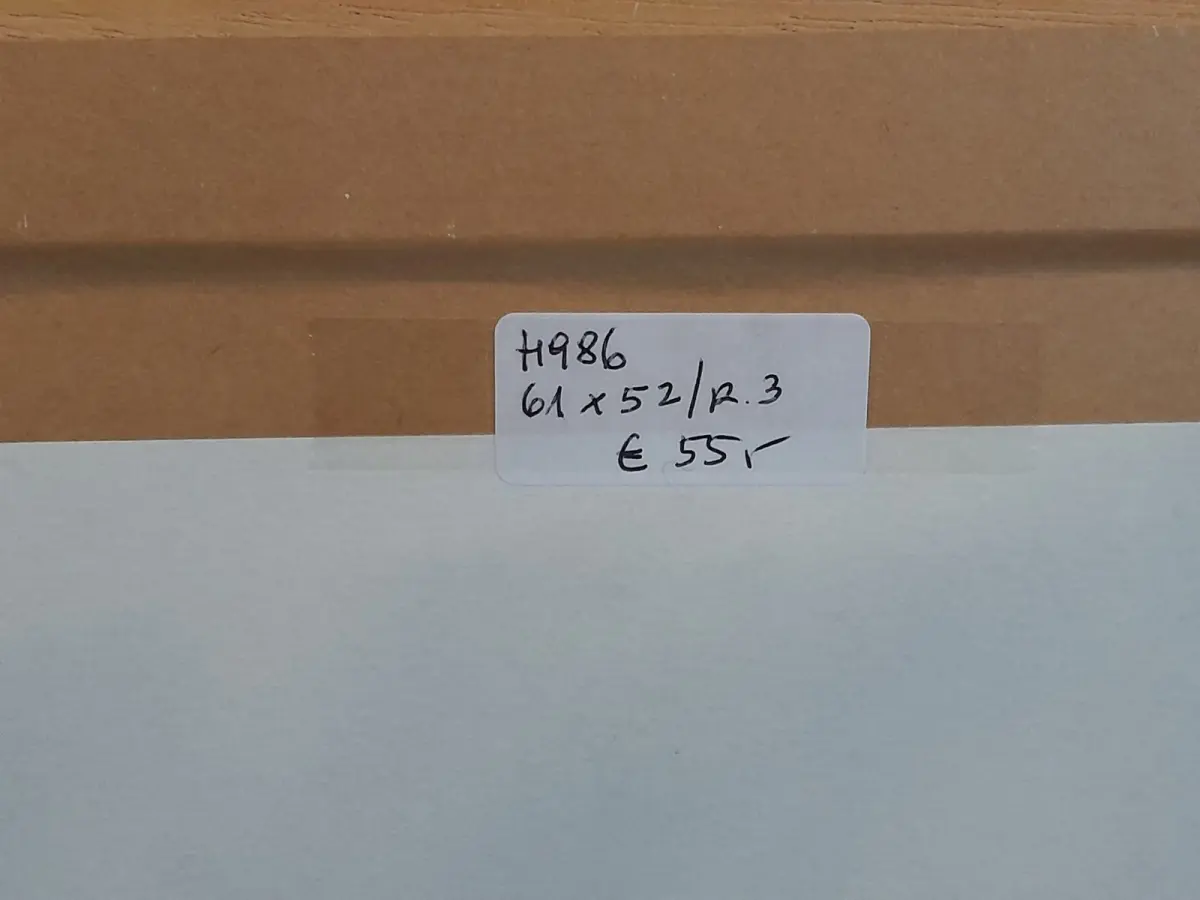 H986
61 x 52/R.3
€ 55,-